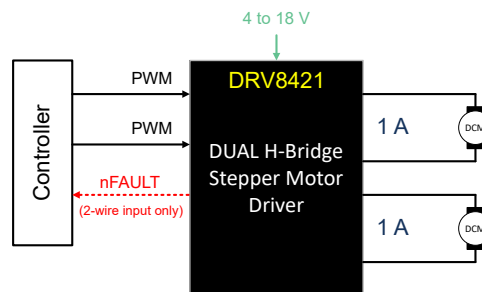 4 to 18 V
Controller
PWM
PWM
nFAULT
(2-wire input only)
DRV8421
DUAL H-Bridge
Stepper Motor
Driver
1 A
DCM
1 A
DCM